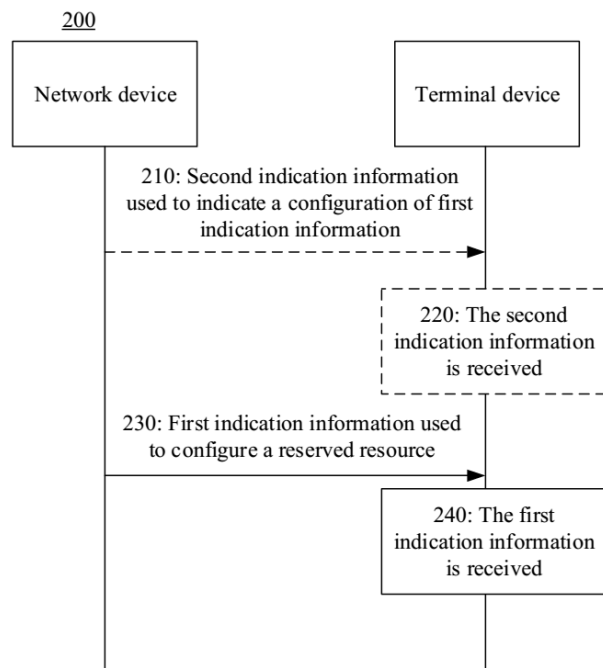 200
Network device
Terminal device
210: Second indication information
used to indicate a configuration of first
indication information
220: The second
indication information
is received
230: First indication information used
to configure a reserved resource
240: The first
indication information
is received